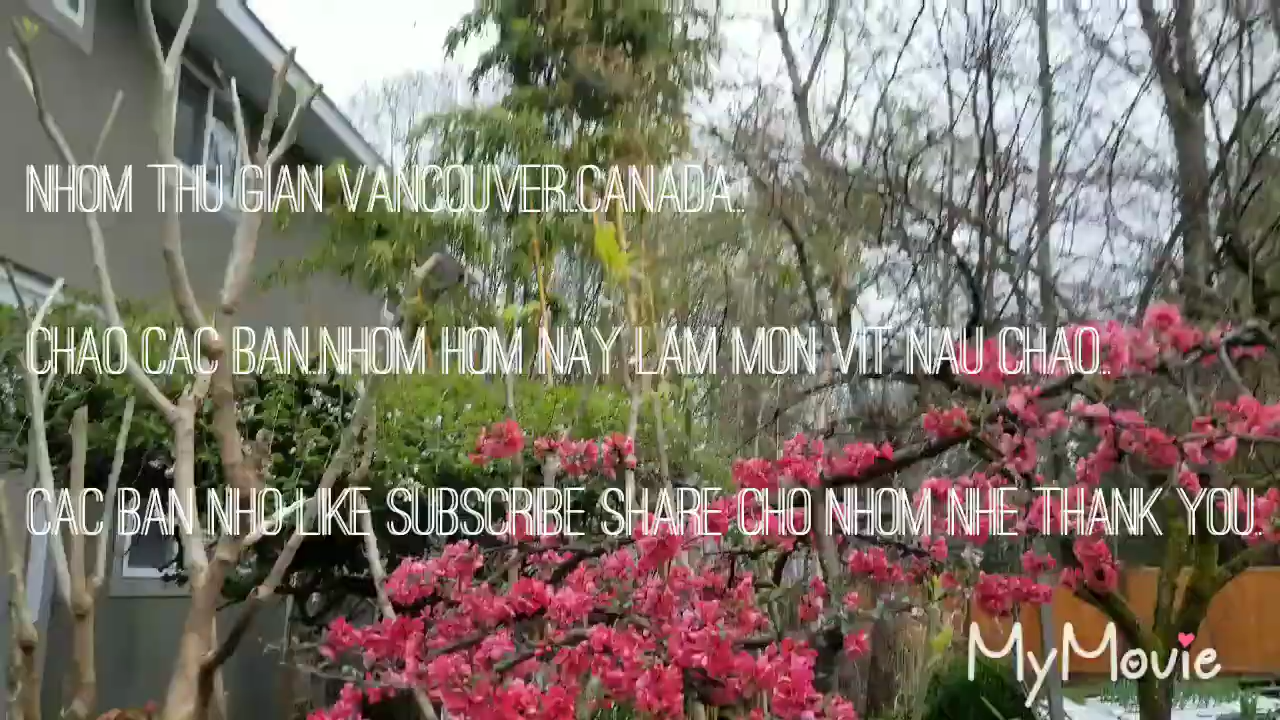 NHOM THU GIAN VANCOUVER..CANADA..
CHAO CAC BAN.NHOM HOM NAY LAM MON VIT NAU CHAO..
CAC BAN NHO LIKE SUBSCRIBE SHARE CHO NHOM NHE THANK YOU..
MyMovie